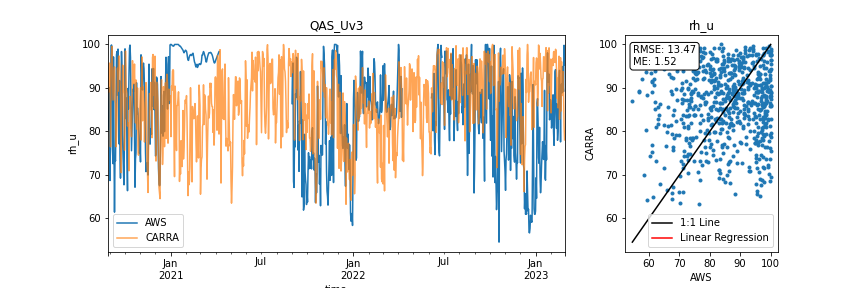 QAS_Uv3
rh_u
100
90
80
70
60
rh_u
AWS
CARRA
Jan
2021
Jul
Jan
2022
Jul
Jan
2023
time
rh_u
RMSE: 13.47
ME: 1.52
100
90
80
70
60
CARRA
1:1 Line
Linear Regression
60
70
80
90
100
AWS